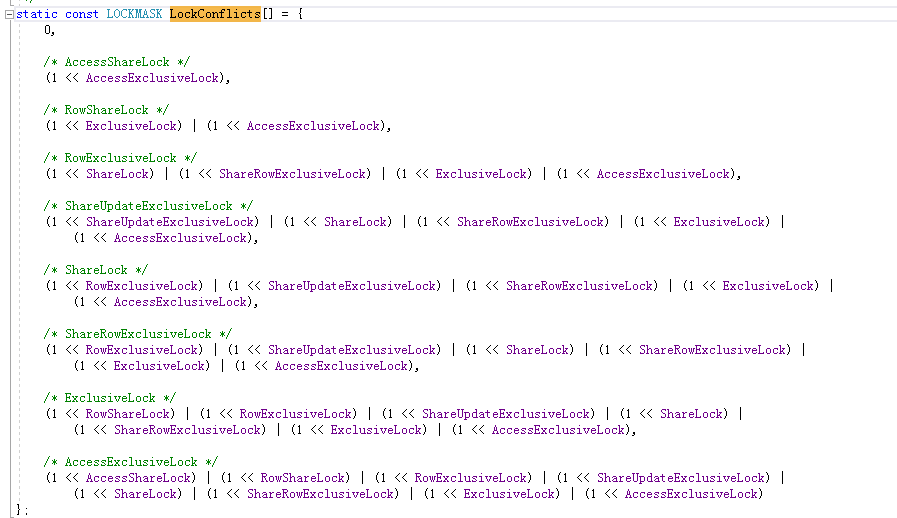 static const LOCKMASK LockConflicts[] = {
0,
/* AccessShareLock */
(1 << AccessExclusiveLock),
/* RowShareLock */
(1 << ExclusiveLock) | (1 << AccessExclusiveLock),
/* RowExclusiveLock */
(1 << ShareLock) | (1 << ShareRowExclusiveLock) | (1 << ExclusiveLock) | (1 << AccessExclusiveLock),
/* ShareUpdateExclusiveLock */
(1 << ShareUpdateExclusiveLock) | (1 << ShareLock) | (1 << ShareRowExclusiveLock) | (1 << ExclusiveLock) |
(1 << AccessExclusiveLock),
/* ShareLock */
(1 << RowExclusiveLock) | (1 << ShareUpdateExclusiveLock) | (1 << ShareRowExclusiveLock) | (1 << ExclusiveLock) |
(1 << AccessExclusiveLock),
/* ShareRowExclusiveLock */
(1 << RowExclusiveLock) | (1 << ShareUpdateExclusiveLock) | (1 << ShareLock) | (1 << ShareRowExclusiveLock) |
(1 << ExclusiveLock) | (1 << AccessExclusiveLock),
/* ExclusiveLock */
(1 << RowShareLock) | (1 << RowExclusiveLock) | (1 << ShareUpdateExclusiveLock) | (1 << ShareLock) |
(1 << ShareRowExclusiveLock) | (1 << ExclusiveLock) | (1 << AccessExclusiveLock),
/* AccessExclusiveLock */
(1 << AccessShareLock) | (1 << RowShareLock) | (1 << RowExclusiveLock) | (1 << ShareUpdateExclusiveLock) |
(1 << ShareLock) | (1 << ShareRowExclusiveLock) | (1 << ExclusiveLock) | (1 << AccessExclusiveLock)
};